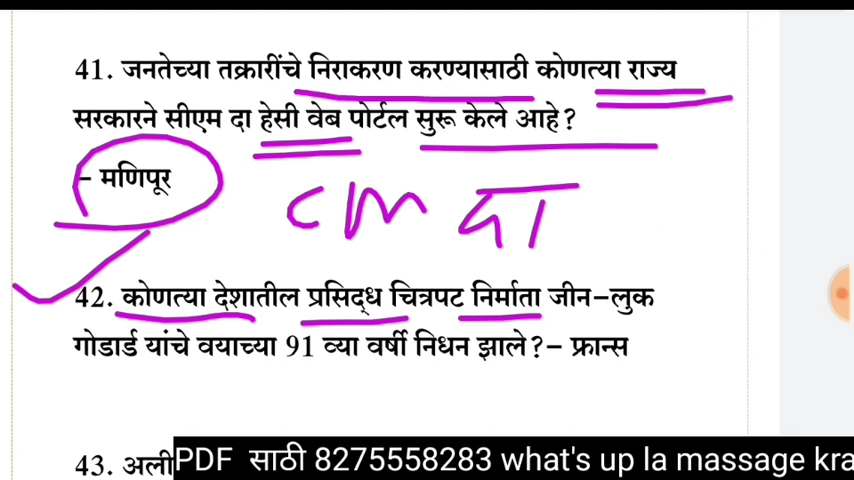 41. जनतेच्या तक्रारींचे निराकरण करण्यासाठी कोणत्या राज्य
सरकारने सीएम दा हेसी वेब पोर्टल सुरू केले आहे?
- मणिपूर
CM दा
42. कोणत्या देशातील प्रसिद्ध चित्रपट निर्माता जीन-लुक
गोडार्ड यांचे वयाच्या 91 व्या वर्षी निधन झाले?- फ्रान्स
43. अली
PDF साठी 8275558283 what's up la massage kra